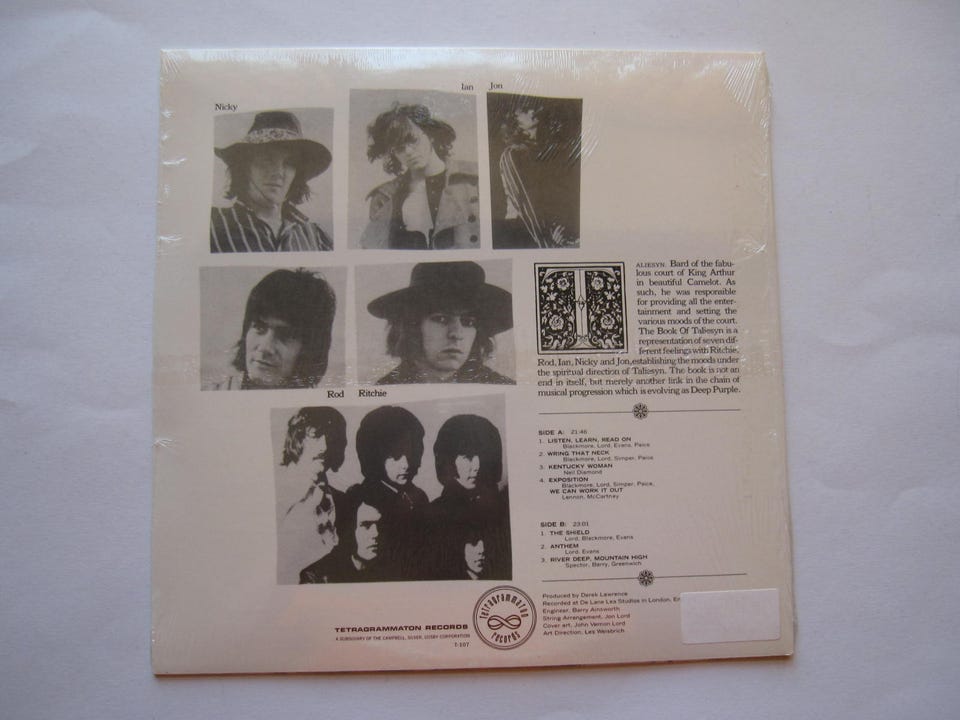 Nicky
Ian Jon
Rod Ritchie
T
ALIESYN. Bard of the fabu-
lous court of King Arthur
in beautiful Camelot. As
such, he was responsible
for providing all the enter-
tainment and setting the
various moods of the court.
The Book Of Taliesyn is a
representation of seven dif-
ferent feelings with Ritchie,
Rod, Ian, Nicky and Jon, establishing the moods under
the spiritual direction of Taliesyn. The book is not an
end in itself, but merely another link in the chain of
musical progression which is evolving as Deep Purple.
SIDE A: 21:46
1. LISTEN, LEARN, READ ON
Blackmore, Lord, Evans, Paice
2. WRING THAT NECK
Blackmore, Lord, Simper, Paice
3. KENTUCKY WOMAN
Neil Diamond
4. EXPOSITION
Blackmore, Lord, Simper, Paice,
WE CAN WORK IT OUT
Lennon, McCartney
SIDE B: 23:01
1. THE SHIELD
Lord, Blackmore, Evans
2. ANTHEM
Lord, Evans
3. RIVER DEEP, MOUNTAIN HIGH
Spector, Barry, Greenwich
Produced by Derek Lawrence
Recorded at De Lane Lea Studios in London, En
Engineer, Barry Ainsworth
String Arrangement, Jon Lord
Cover art, John Vernon Lord
Art Direction, Les Weisbrich
TETRAGRAMMATON RECORDS
A SUBSIDIARY OF THE CAMPBELL, SILVER, COSBY CORPORATION
T-107
tetragrammaton
records